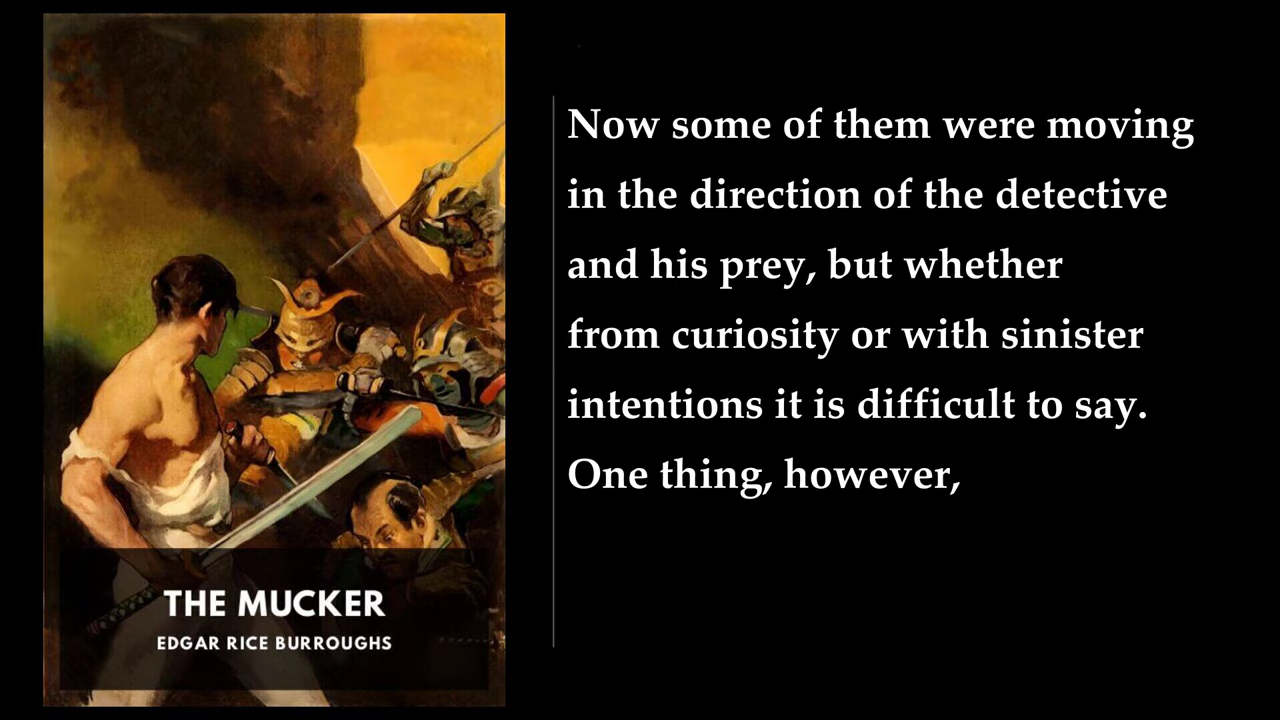 Now some of them were moving
in the direction of the detective
and his prey, but whether
from curiosity or with sinister
intentions it is difficult to say.
One thing, however,
THE MUCKER
EDGAR RICE BURROUGHS